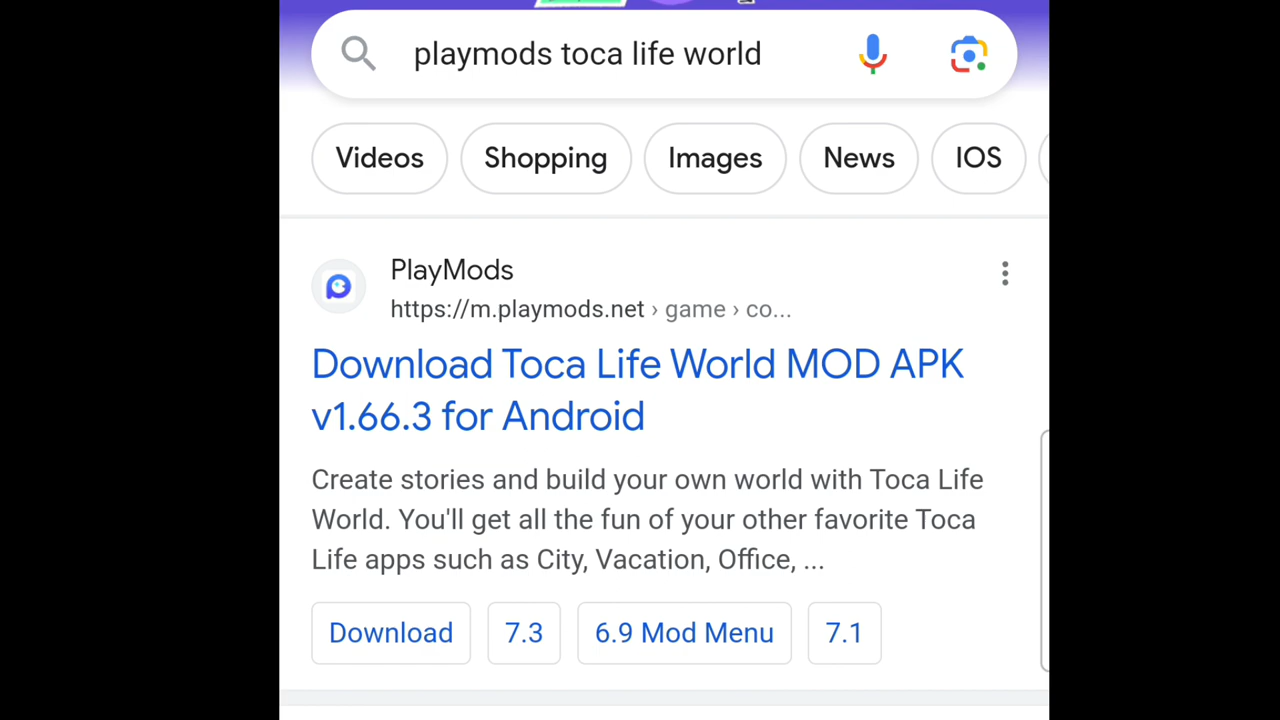 playmods toca life world
Videos
Shopping
Images
News
IOS
PlayMods
https://m.playmods.net › game › co...
Download Toca Life World MOD APK
v1.66.3 for Android
Create stories and build your own world with Toca Life
World. You'll get all the fun of your other favorite Toca
Life apps such as City, Vacation, Office, ...
Download
7.3
6.9 Mod Menu
7.1